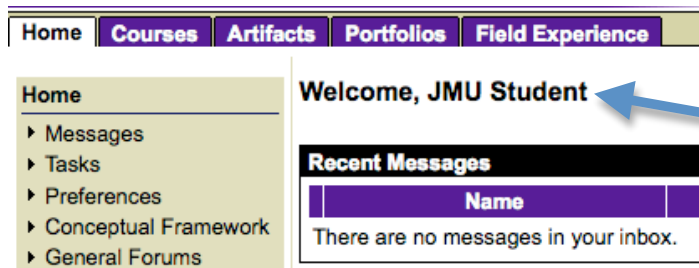 Home Courses Artifacts Portfolios Field Experience
Home
Messages
Tasks
Preferences
Conceptual Framework
General Forums
Welcome, JMU Student
Recent Messages
Name
There are no messages in your inbox.